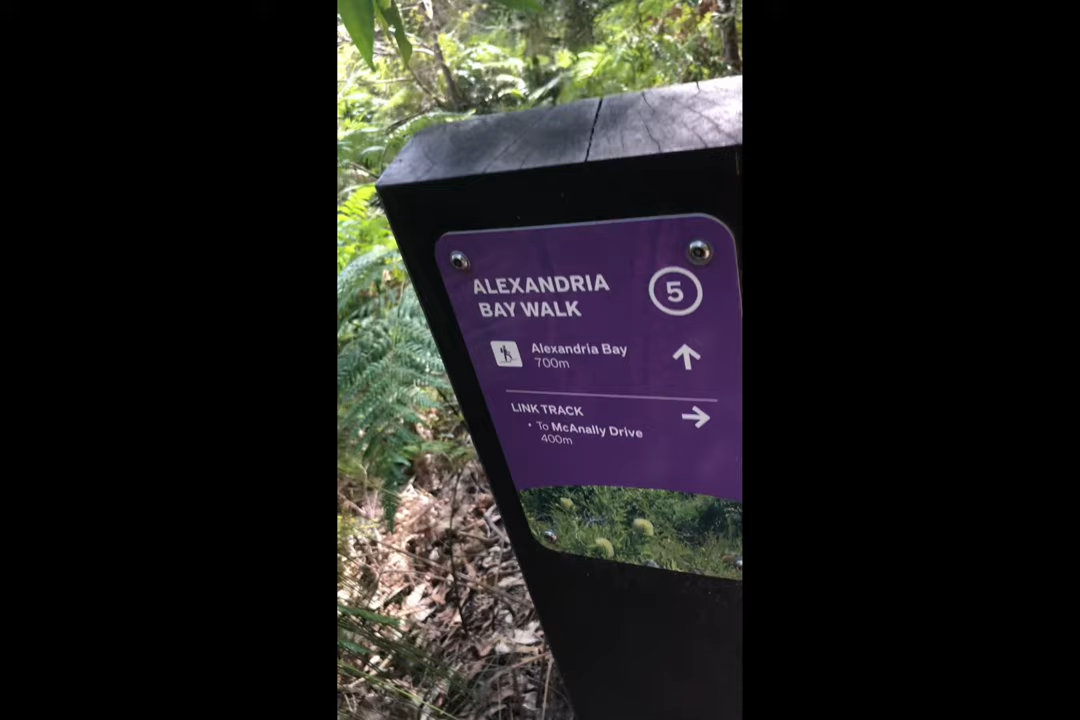 ALEXANDRIA
BAY WALK
5
Alexandria Bay
700m
LINK TRACK
• To McAnally Drive
400m